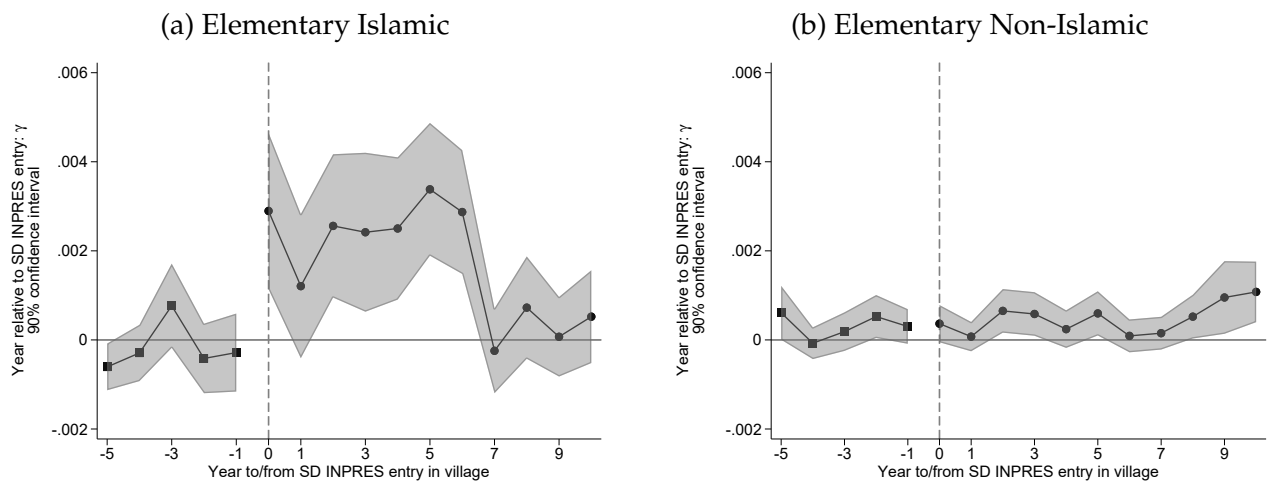 (a) Elementary Islamic
.006
.004
.002
0
-.002
Year relative to SD INPRES entry: γ
90% confidence interval
-5 -3 -1 0 1 3 5 7 9
Year to/from SD INPRES entry in village
(b) Elementary Non-Islamic
.006
.004
.002
0
-.002
Year relative to SD INPRES entry: γ
90% confidence interval
-5 -3 -1 0 1 3 5 7 9
Year to/from SD INPRES entry in village